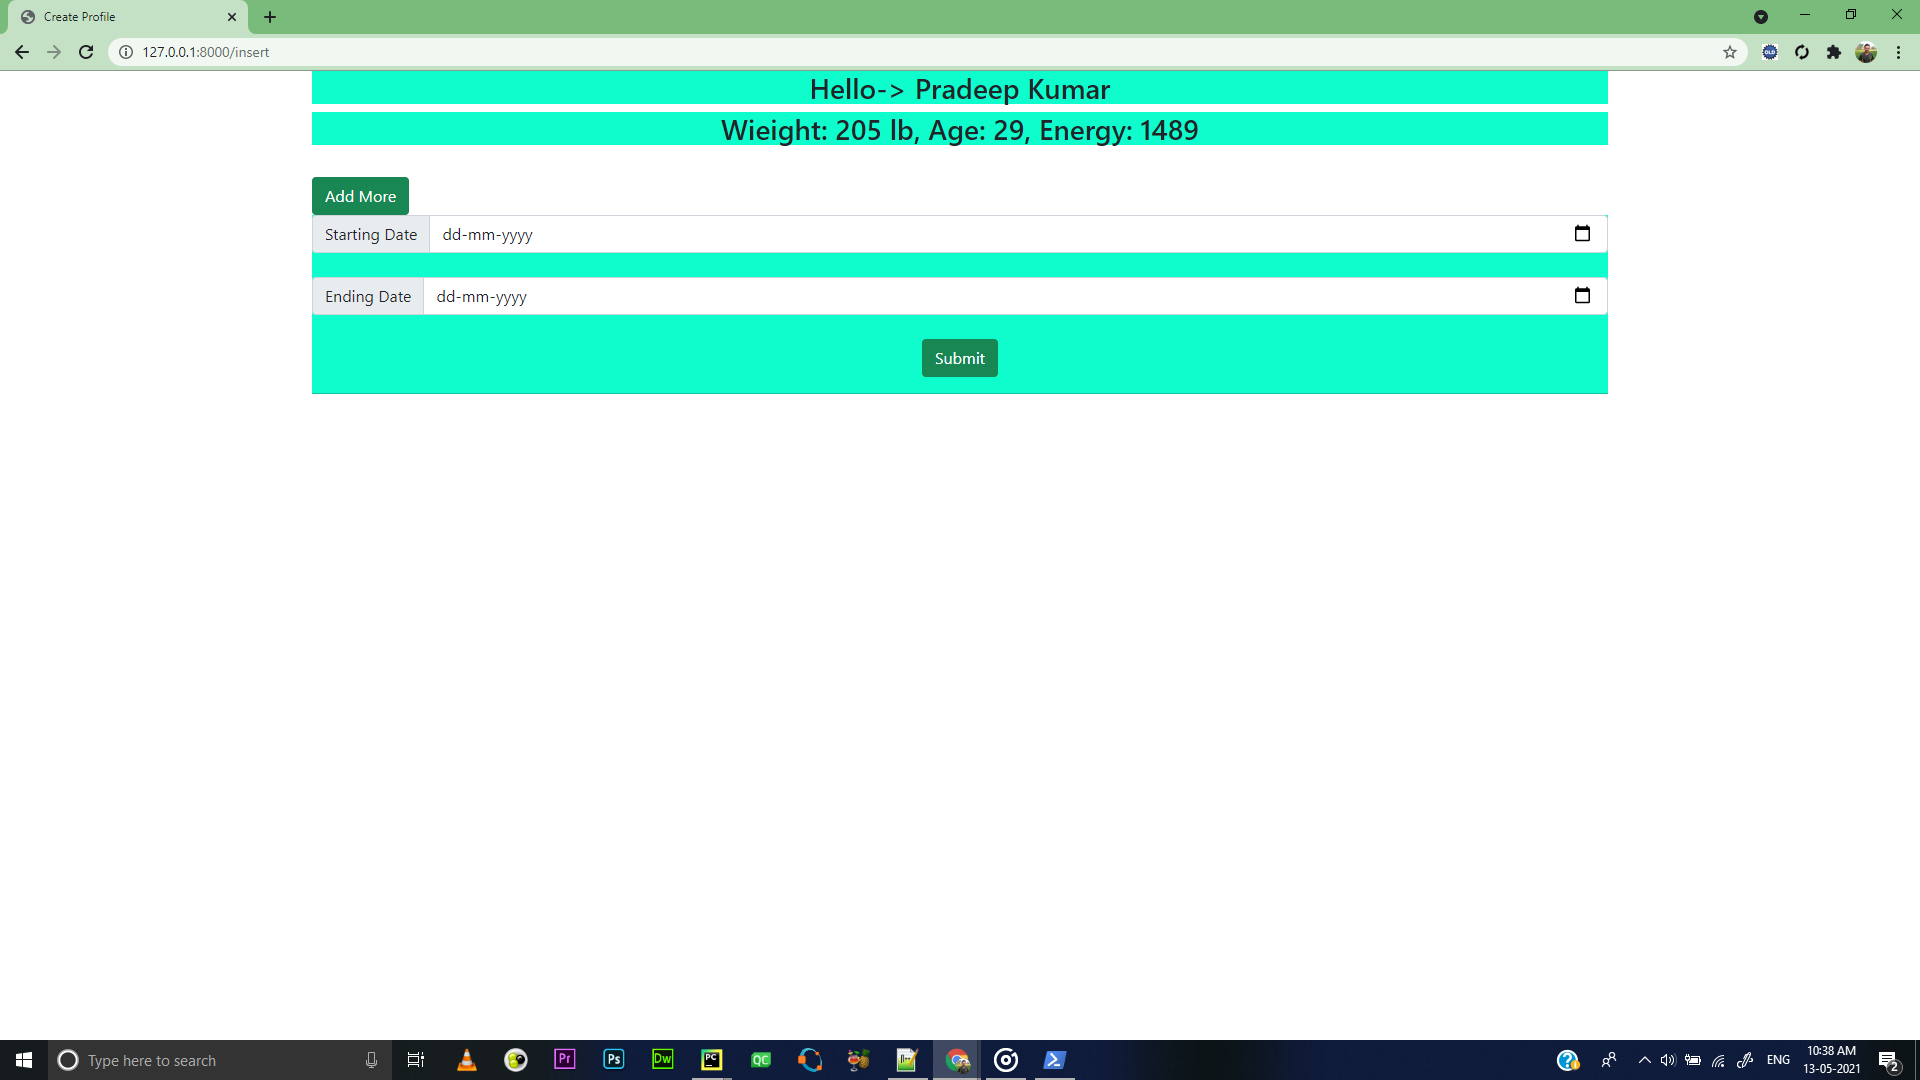 Create Profile
127.0.0.1:8000/insert
OLD
Hello-> Pradeep Kumar
Wieight: 205 lb, Age: 29, Energy: 1489
Add More
Starting Date dd-mm-yyyy
Ending Date dd-mm-yyyy
Submit
Type here to search
Pr
Ps
Dw
PC
QC
ENG
10:38 AM
13-05-2021
2